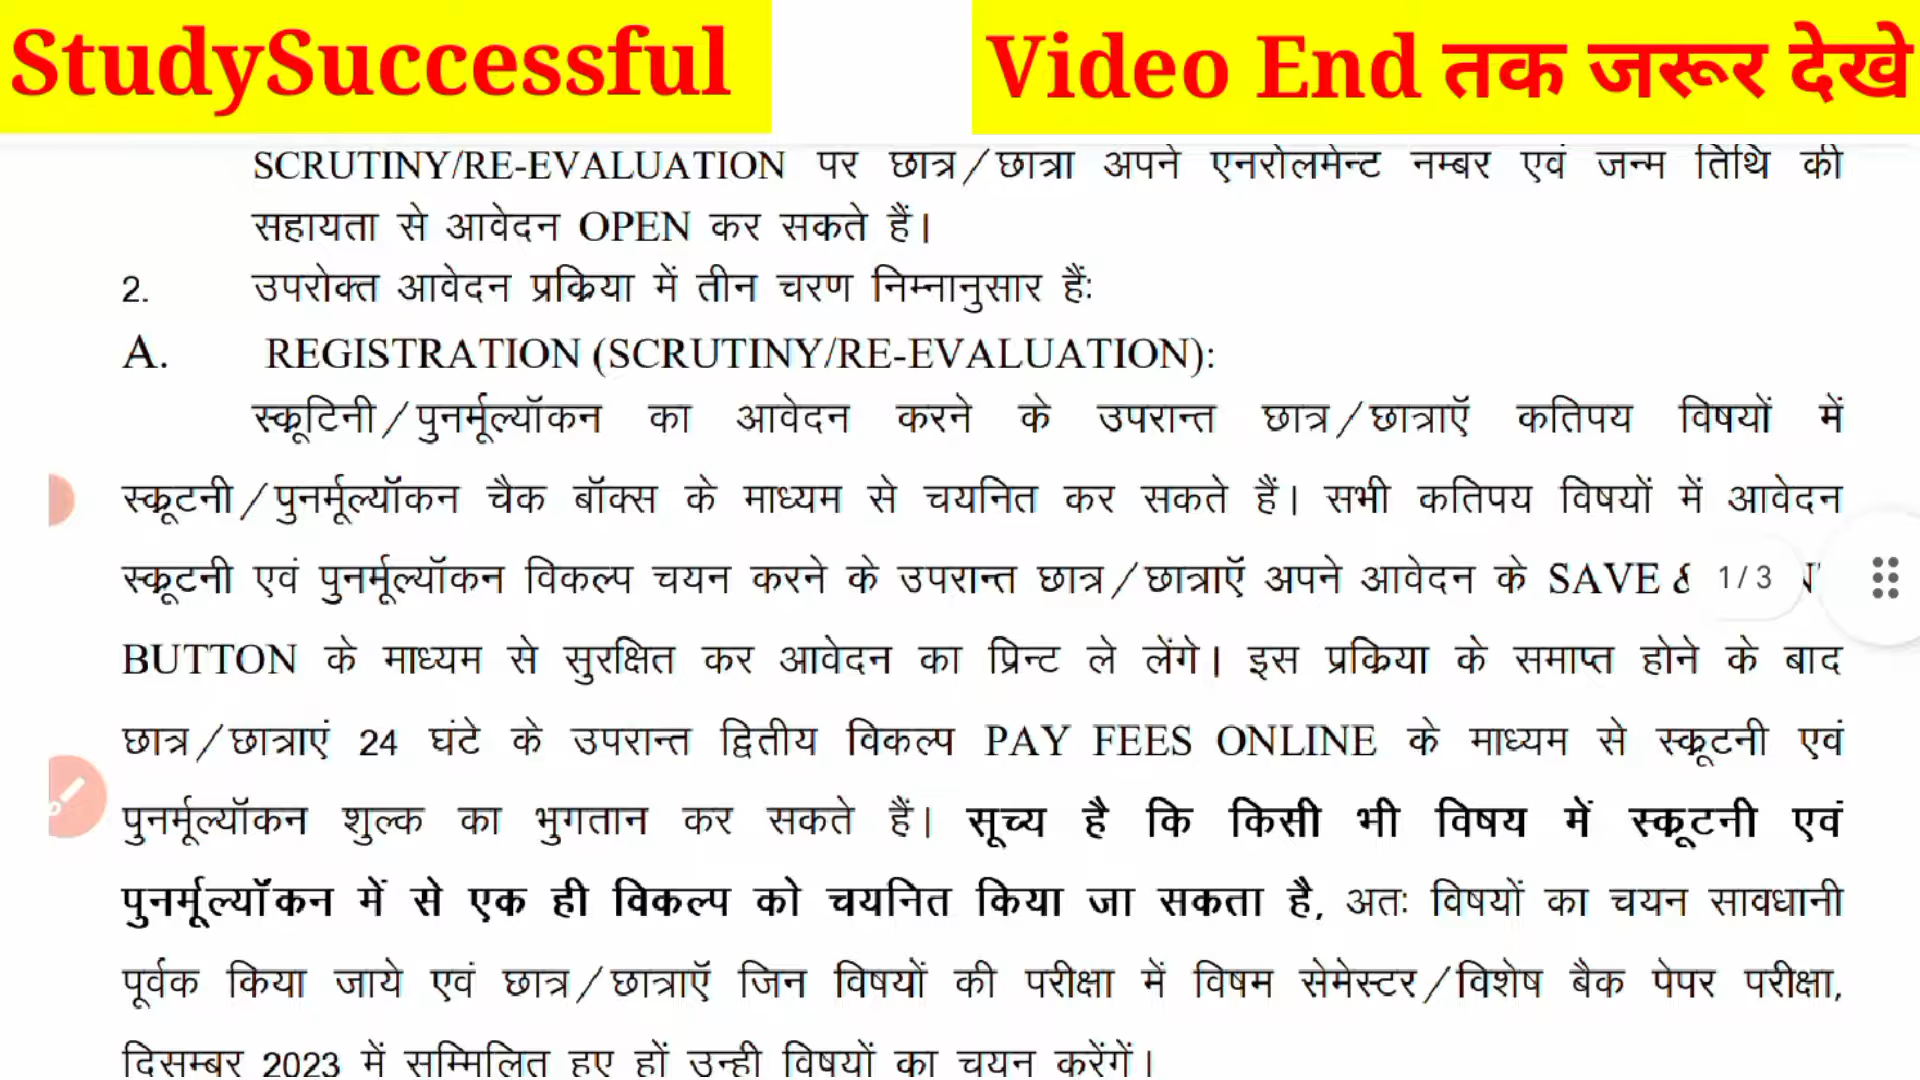 StudySuccessful
Video End तक जरूर देखे
SCRUTINY/RE-EVALUATION पर छात्र/छात्रा अपने एनरोलमेन्ट नम्बर एवं जन्म तिथि की
सहायता से आवेदन OPEN कर सकते हैं।
2. उपरोक्त आवेदन प्रक्रिया में तीन चरण निम्नानुसार हैंः
A. REGISTRATION (SCRUTINY/RE-EVALUATION):
स्क्रूटिनी/पुनर्मूल्यॉकन का आवेदन करने के उपरान्त छात्र/छात्राऍ कतिपय विषयों में
स्क्रूटनी/पुनर्मूल्यॉकन चैक बॉक्स के माध्यम से चयनित कर सकते हैं। सभी कतिपय विषयों में आवेदन
स्क्रूटनी एवं पुनर्मूल्यॉकन विकल्प चयन करने के उपरान्त छात्र/छात्राऍ अपने आवेदन के SAVE &
1/3
BUTTON के माध्यम से सुरक्षित कर आवेदन का प्रिन्ट ले लेंगे। इस प्रक्रिया के समाप्त होने के बाद
छात्र/छात्राएं 24 घंटे के उपरान्त द्वितीय विकल्प PAY FEES ONLINE के माध्यम से स्क्रूटनी एवं
पुनर्मूल्यॉकन शुल्क का भुगतान कर सकते हैं। सूच्य है कि किसी भी विषय में स्क्रूटनी एवं
पुनर्मूल्यॉकन में से एक ही विकल्प को चयनित किया जा सकता है, अतः विषयों का चयन सावधानी
पूर्वक किया जाये एवं छात्र/छात्राऍ जिन विषयों की परीक्षा में विषम सेमेस्टर/विशेष बैक पेपर परीक्षा,
दिसम्बर 2023 में सम्मिलित हुए हों उन्ही विषयों का चयन करेंगें।